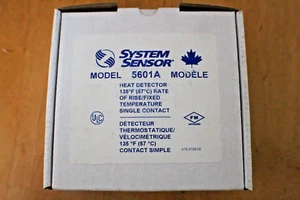 SYSTEM
SENSOR
MODEL 5601A MODÈLE
HEAT DETECTOR
135°F (57°C) RATE
OF RISE/FIXED
TEMPERATURE
SINGLE CONTACT
FM
DÉTECTEUR
THERMOSTATIQUE/
VÉLOCIMÉTRIQUE
135 °F (57 °C)
CONTACT SIMPLE